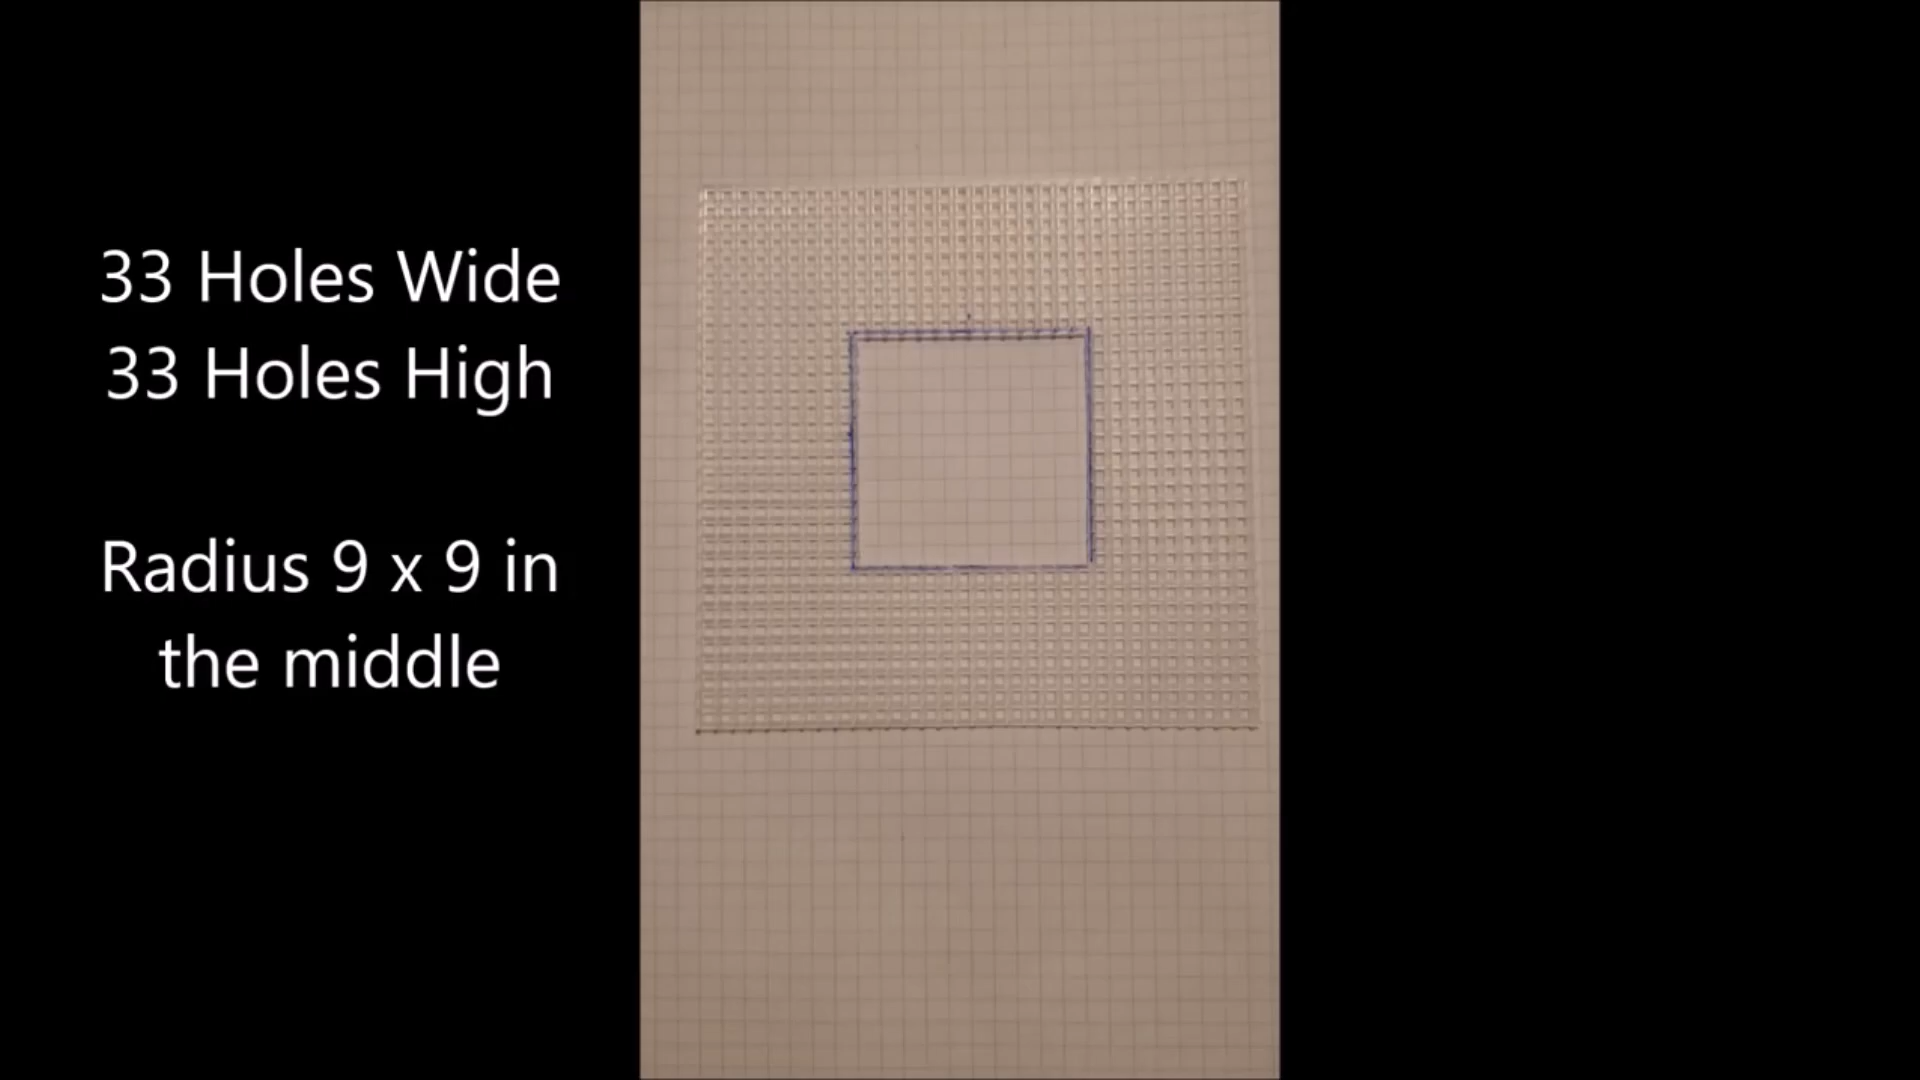 33 Holes Wide
33 Holes High
Radius 9 x 9 in
the middle